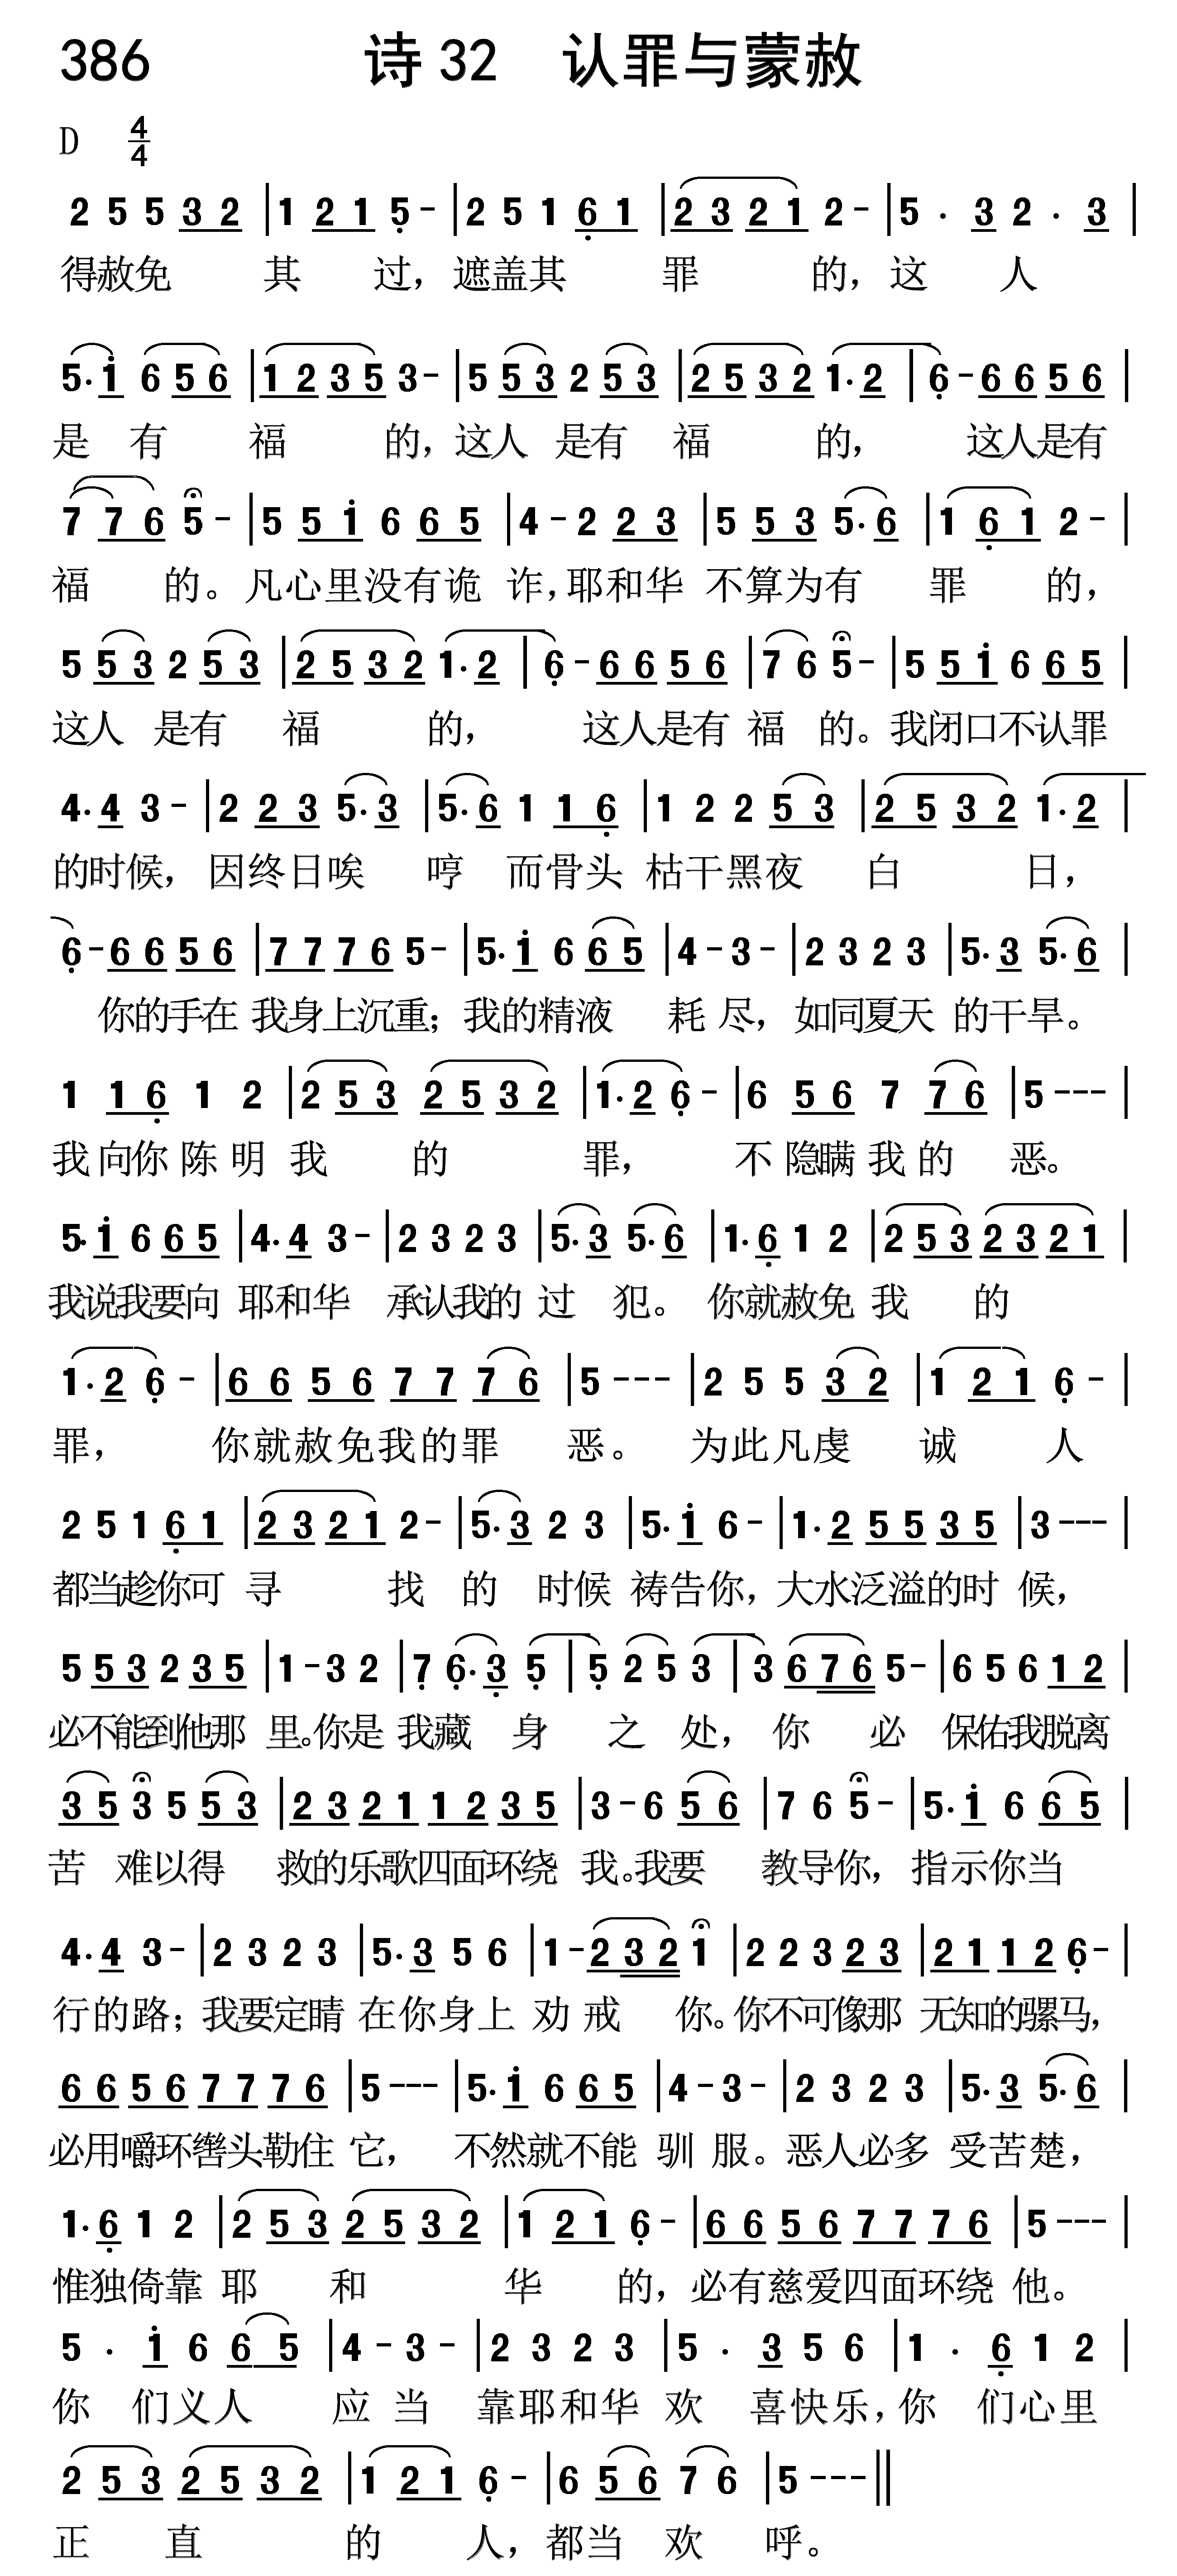 386 诗 32 认罪与蒙赦
D 4/4
2 5 5 3 2 | 1 2 1 5 - | 2 5 1 6 1 | 2 3 2 1 2 - | 5 · 3 2 · 3 |
得赦免 其 过，遮盖其 罪 的，这 人
5· i 6 5 6 | 1 2 3 5 3 - | 5 5 3 2 5 3 | 2 5 3 2 1· 2 | 6 - 6 6 5 6 |
是 有 福 的，这人 是有 福 的， 这人是有
7 7 6 5 - | 5 5 i 6 6 5 | 4 - 2 2 3 | 5 5 3 5· 6 | 1 6 1 2 - |
福 的。凡心里没有诡 诈，耶和华 不算为有 罪 的，
5 5 3 2 5 3 | 2 5 3 2 1· 2 | 6 - 6 6 5 6 | 7 6 5 - | 5 5 i 6 6 5 |
这人 是有 福 的， 这人是有 福 的。我闭口不认罪
4· 4 3 - | 2 2 3 5· 3 | 5· 6 1 1 6 | 1 2 2 5 3 | 2 5 3 2 1· 2 |
的时候，因终日唉 哼 而骨头 枯干黑夜 白 日，
6 - 6 6 5 6 | 7 7 7 6 5 - | 5· i 6 6 5 | 4 - 3 - | 2 3 2 3 | 5· 3 5· 6 |
你的手在 我身上沉重；我的精液 耗 尽，如同夏天 的干旱。
1 1 6 1 2 | 2 5 3 2 5 3 2 | 1· 2 6 - | 6 5 6 7 7 6 | 5 - - - |
我 向你 陈 明 我 的 罪， 不 隐瞒 我 的 恶。
5· i 6 6 5 | 4· 4 3 - | 2 3 2 3 | 5· 3 5· 6 | 1· 6 1 2 | 2 5 3 2 3 2 1 |
我说我要向 耶和华 承认我的 过 犯。 你就赦免 我 的
1· 2 6 - | 6 6 5 6 7 7 7 6 | 5 - - - | 2 5 5 3 2 | 1 2 1 6 - |
罪， 你就赦免我的罪 恶。 为此凡虔 诚 人
2 5 1 6 1 | 2 3 2 1 2 - | 5· 3 2 3 | 5· i 6 - | 1· 2 5 5 3 5 | 3 - - - |
都当趁你可 寻 找 的 时候 祷告你，大水泛溢的时 候，
5 5 3 2 3 5 | 1 - 3 2 | 7 6· 3 5 | 5 2 5 3 | 3 6 7 6 5 - | 6 5 6 1 2 |
必不能到他那 里。你是 我藏 身 之 处， 你 必 保佑我脱离
3 5 3 5 5 3 | 2 3 2 1 1 2 3 5 | 3 - 6 5 6 | 7 6 5 - | 5· i 6 6 5 |
苦 难以得 救的乐歌四面环绕 我。我要 教导你，指示你当
4· 4 3 - | 2 3 2 3 | 5· 3 5 6 | 1 - 2 3 2 1 | 2 2 3 2 3 | 2 1 1 2 6 - |
行的路；我要定睛 在你身上 劝 戒 你。你不可像那 无知的骡马，
6 6 5 6 7 7 7 6 | 5 - - - | 5· i 6 6 5 | 4 - 3 - | 2 3 2 3 | 5· 3 5· 6 |
必用嚼环辔头勒住 它， 不然就不能 驯 服。恶人必多 受苦楚，
1· 6 1 2 | 2 5 3 2 5 3 2 | 1 2 1 6 - | 6 6 5 6 7 7 7 6 | 5 - - - |
惟独倚靠 耶 和 华 的，必有慈爱四面环绕 他。
5 · i 6 6 5 | 4 - 3 - | 2 3 2 3 | 5 · 3 5 6 | 1 · 6 1 2 |
你 们义人 应 当 靠耶和华 欢 喜快乐，你 们心里
2 5 3 2 5 3 2 | 1 2 1 6 - | 6 5 6 7 6 | 5 - - - ||
正 直 的 人，都当 欢 呼。